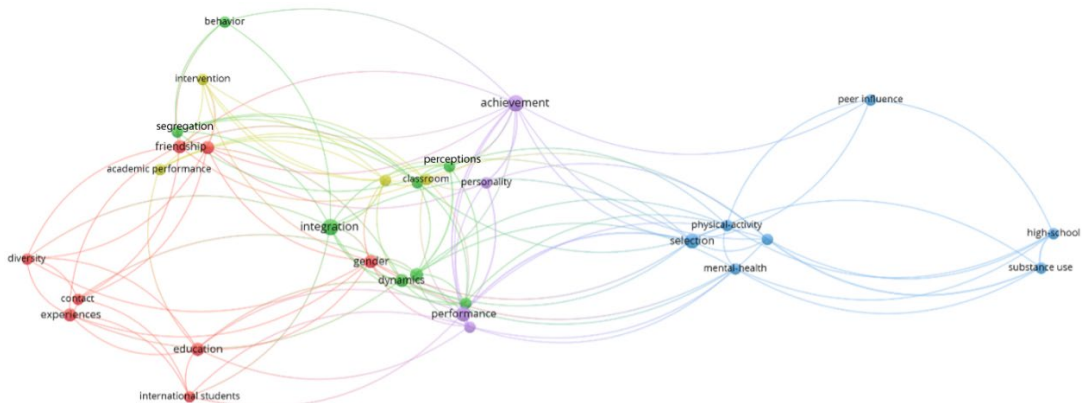 behavior
intervention
achievement
peer influence
segregation
friendship
perceptions
academic performance
classroom
personality
integration
physical-activity
high-school
selection
diversity
gender
mental-health
substance use
dynamics
contact
experiences
performance
education
international students